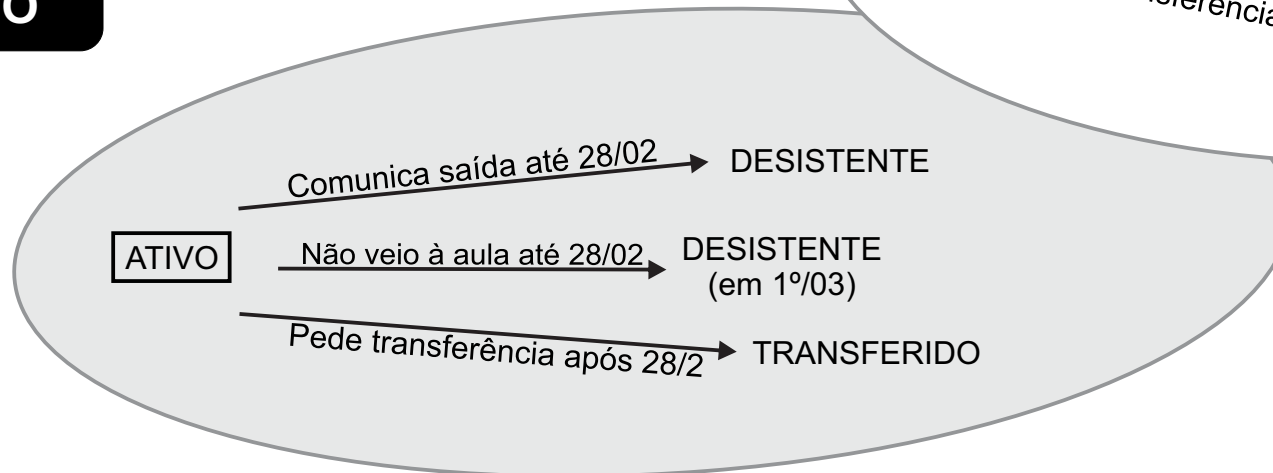 O
Comunica saída até 28/02
DESISTENTE
ATIVO
Não veio à aula até 28/02
DESISTENTE
(em 1º/03)
Pede transferência após 28/2
TRANSFERIDO